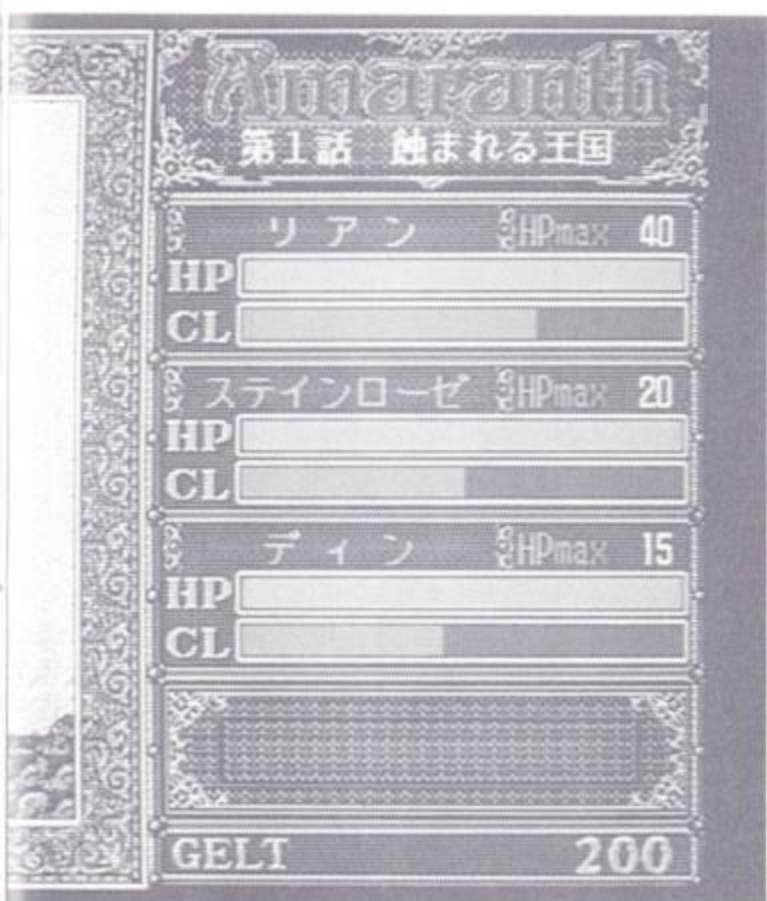 Amaranth
第1話 蝕まれる王国
リアン HPmax 40
HP
CL
ステインローゼ HPmax 20
HP
CL
ディン HPmax 15
HP
CL
GELT 200